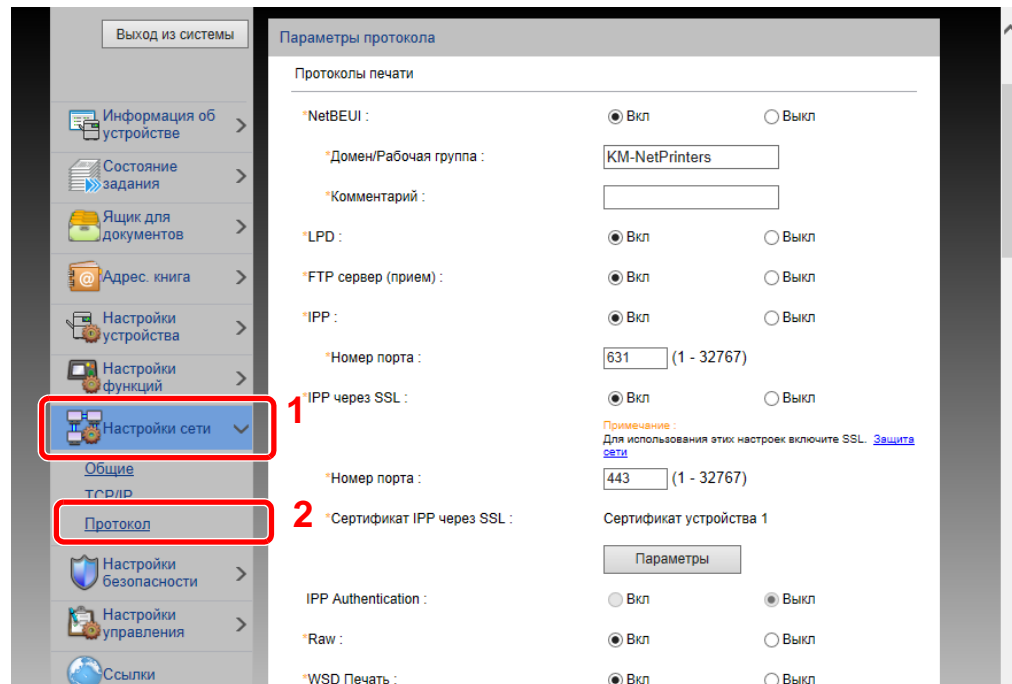 Выход из системы
Информация об
устройстве
Состояние
задания
Ящик для
документов
Адрес. книга
Настройки
устройства
Настройки
функций
Настройки сети
1
Общие
TCP/IP
Протокол
2
Настройки
безопасности
Настройки
управления
Ссылки
Параметры протокола
Протоколы печати
*NetBEUI : Вкл Выкл
*Домен/Рабочая группа : KM-NetPrinters
*Комментарий :
*LPD : Вкл Выкл
*FTP сервер (прием) : Вкл Выкл
*IPP : Вкл Выкл
*Номер порта : 631 (1 - 32767)
*IPP через SSL : Вкл Выкл
Примечание :
Для использования этих настроек включите SSL. Защита
сети
*Номер порта : 443 (1 - 32767)
*Сертификат IPP через SSL : Сертификат устройства 1
Параметры
IPP Authentication : Вкл Выкл
*Raw : Вкл Выкл
*WSD Печать : Вкл Выкл